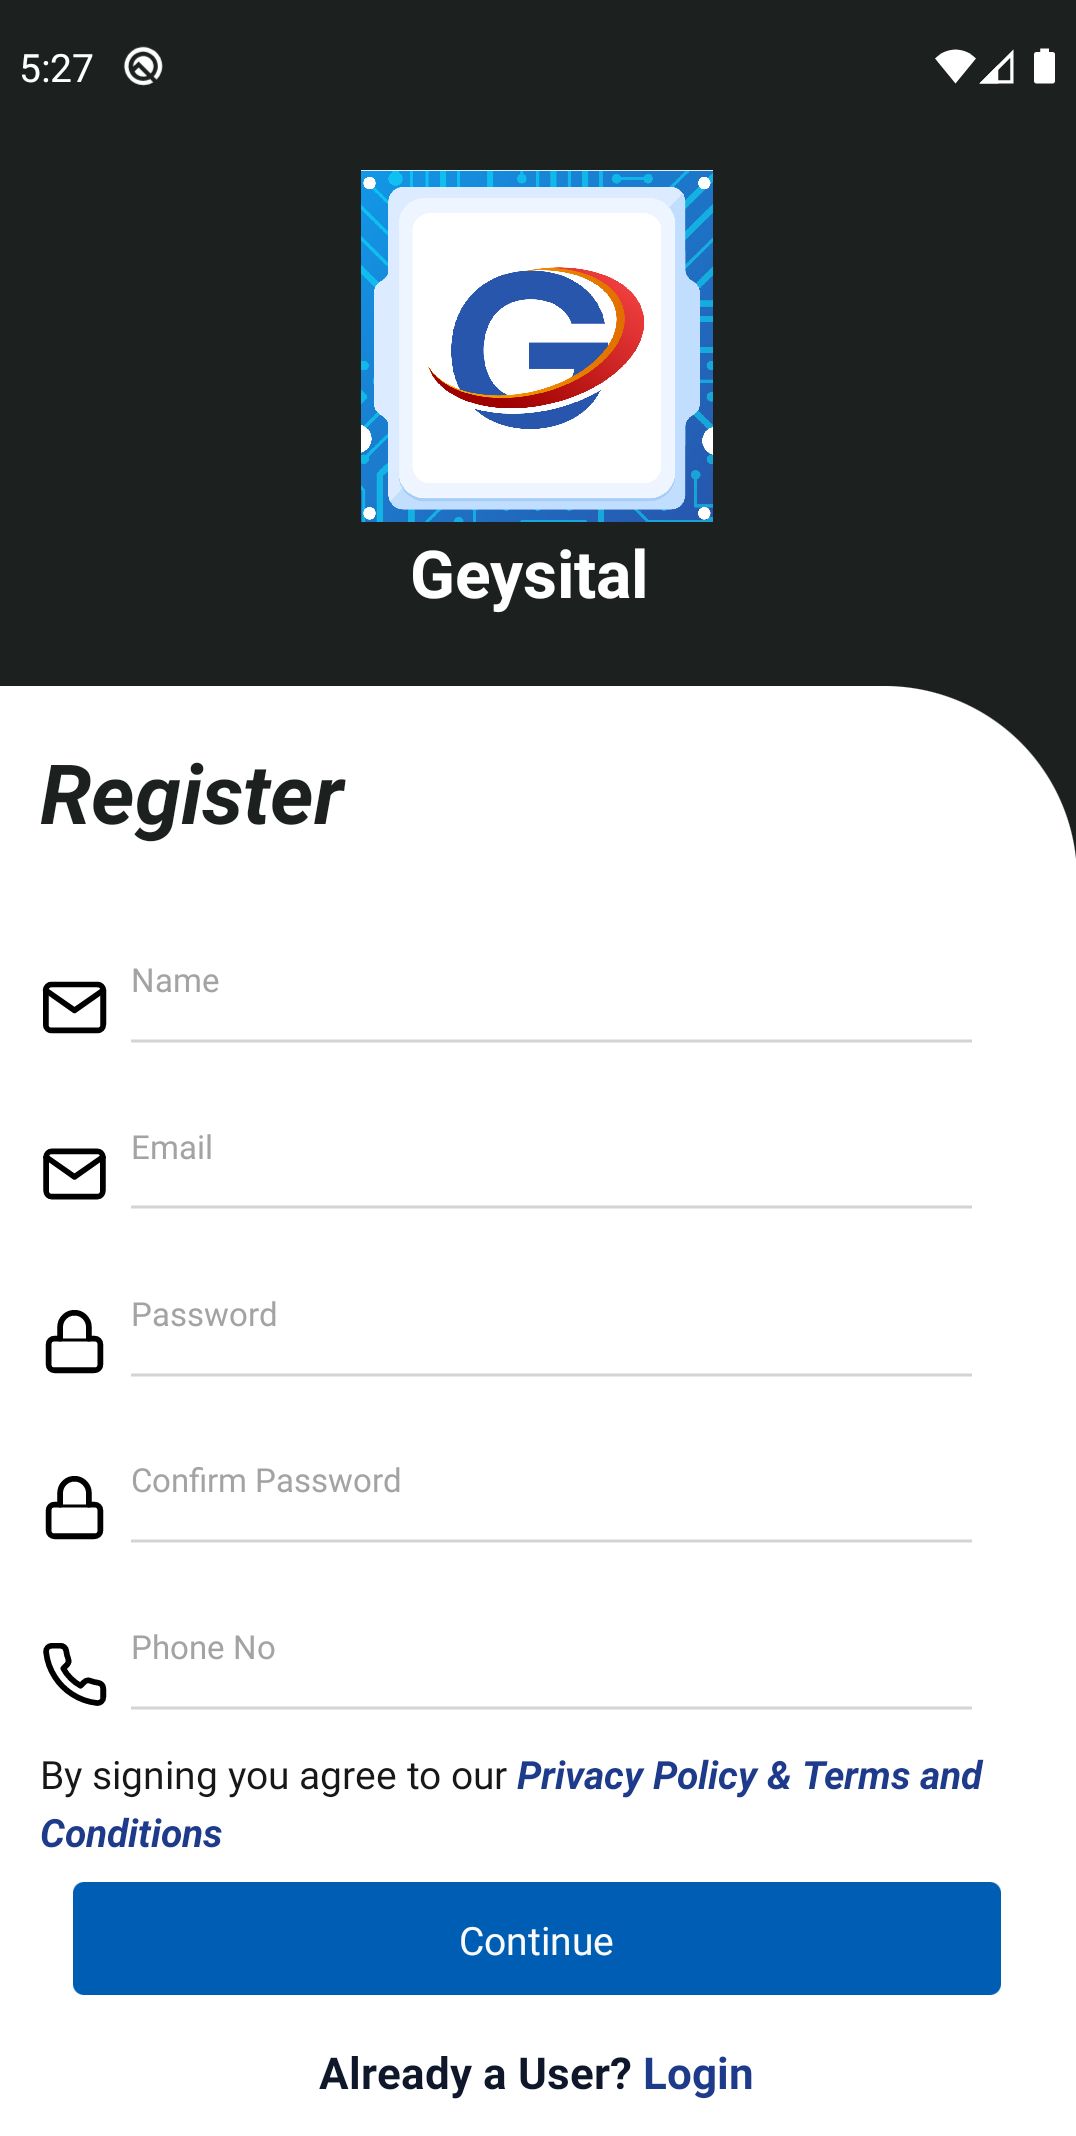 5:27
Geysital
Register
Name
Email
Password
Confirm Password
Phone No
By signing you agree to our Privacy Policy & Terms and
Conditions
Continue
Already a User? Login